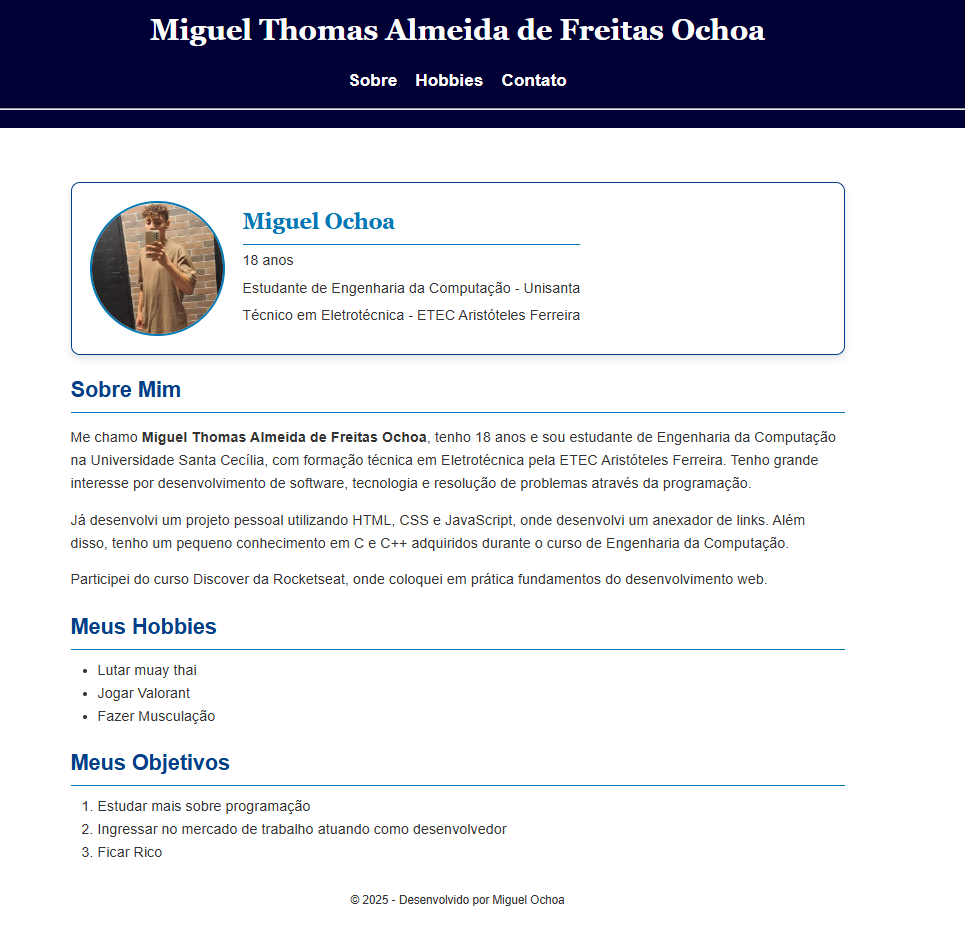 Miguel Thomas Almeida de Freitas Ochoa
Sobre Hobbies Contato
Miguel Ochoa
18 anos
Estudante de Engenharia da Computação - Unisanta
Técnico em Eletrotécnica - ETEC Aristóteles Ferreira
Sobre Mim
Me chamo Miguel Thomas Almeida de Freitas Ochoa, tenho 18 anos e sou estudante de Engenharia da Computação
na Universidade Santa Cecília, com formação técnica em Eletrotécnica pela ETEC Aristóteles Ferreira. Tenho grande
interesse por desenvolvimento de software, tecnologia e resolução de problemas através da programação.
Já desenvolvi um projeto pessoal utilizando HTML, CSS e JavaScript, onde desenvolvi um anexador de links. Além
disso, tenho um pequeno conhecimento em C e C++ adquiridos durante o curso de Engenharia da Computação.
Participei do curso Discover da Rocketseat, onde coloquei em prática fundamentos do desenvolvimento web.
Meus Hobbies
• Lutar muay thai
• Jogar Valorant
• Fazer Musculação
Meus Objetivos
1. Estudar mais sobre programação
2. Ingressar no mercado de trabalho atuando como desenvolvedor
3. Ficar Rico
© 2025 - Desenvolvido por Miguel Ochoa